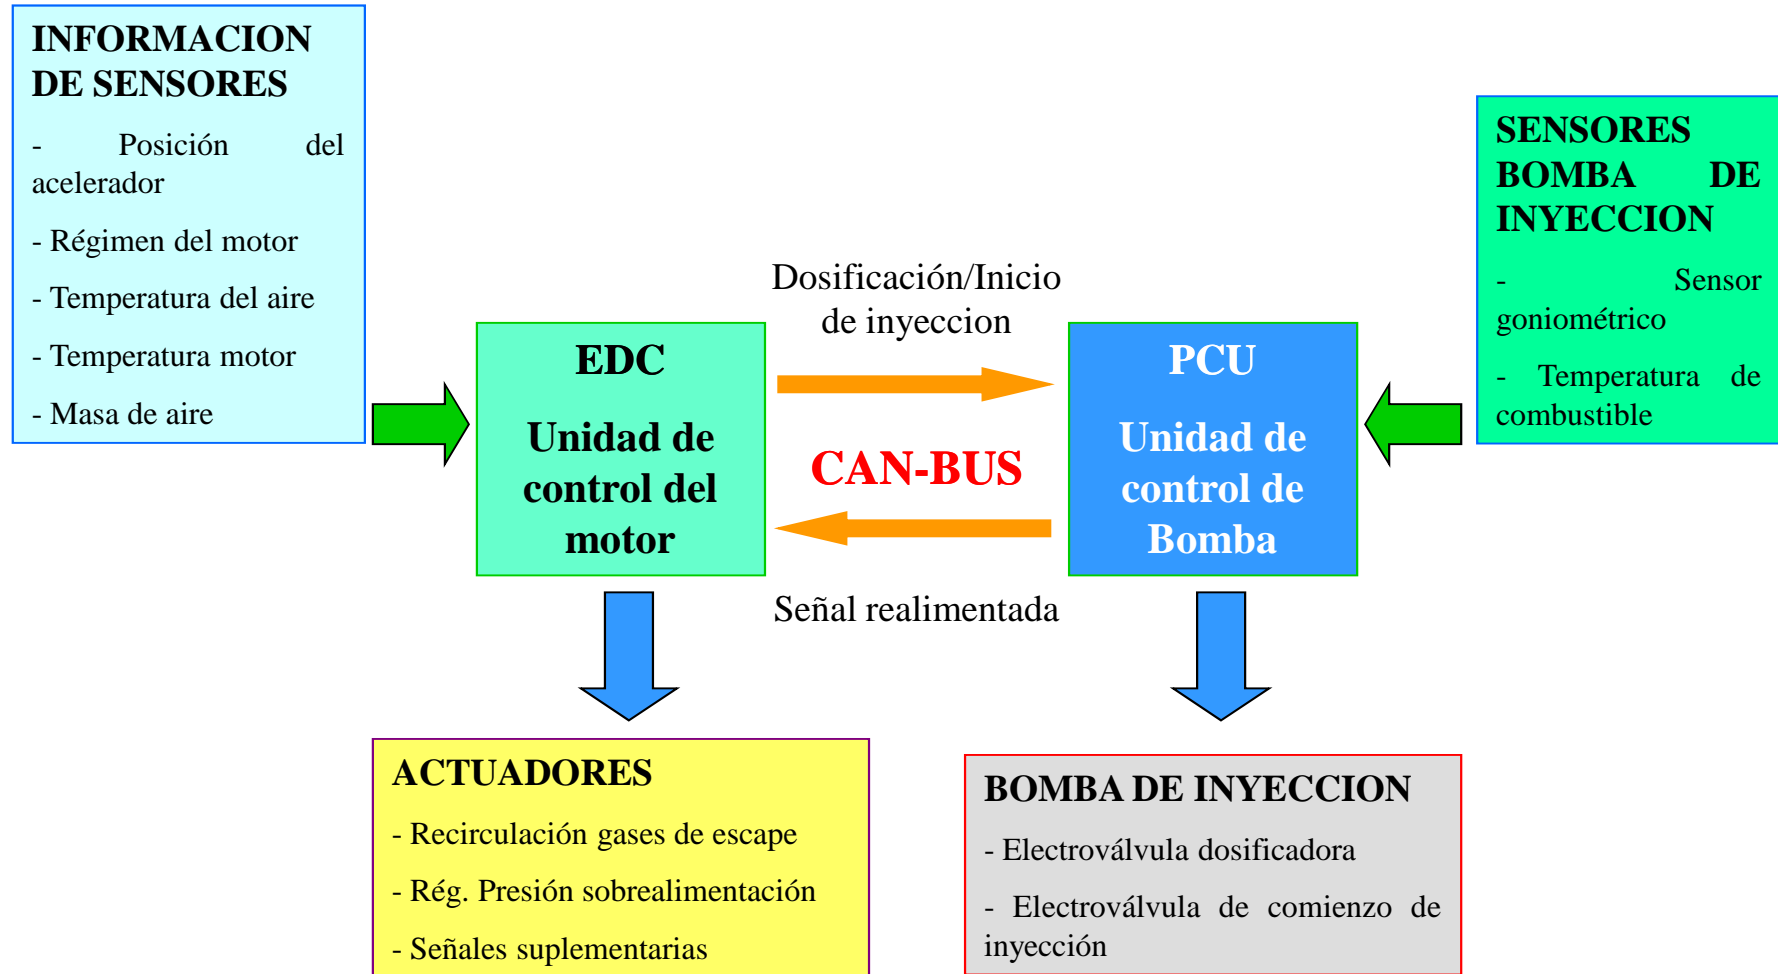 INFORMACION
DE SENSORES
- Posición del
acelerador
- Régimen del motor
- Temperatura del aire
- Temperatura motor
- Masa de aire
SENSORES
BOMBA DE
INYECCION
- Sensor
goniométrico
- Temperatura de
combustible
Dosificación/Inicio
de inyeccion
EDC
Unidad de
control del
motor
CAN-BUS
PCU
Unidad de
control de
Bomba
Señal realimentada
ACTUADORES
- Recirculación gases de escape
- Rég. Presión sobrealimentación
- Señales suplementarias
BOMBA DE INYECCION
- Electroválvula dosificadora
- Electroválvula de comienzo de
inyección